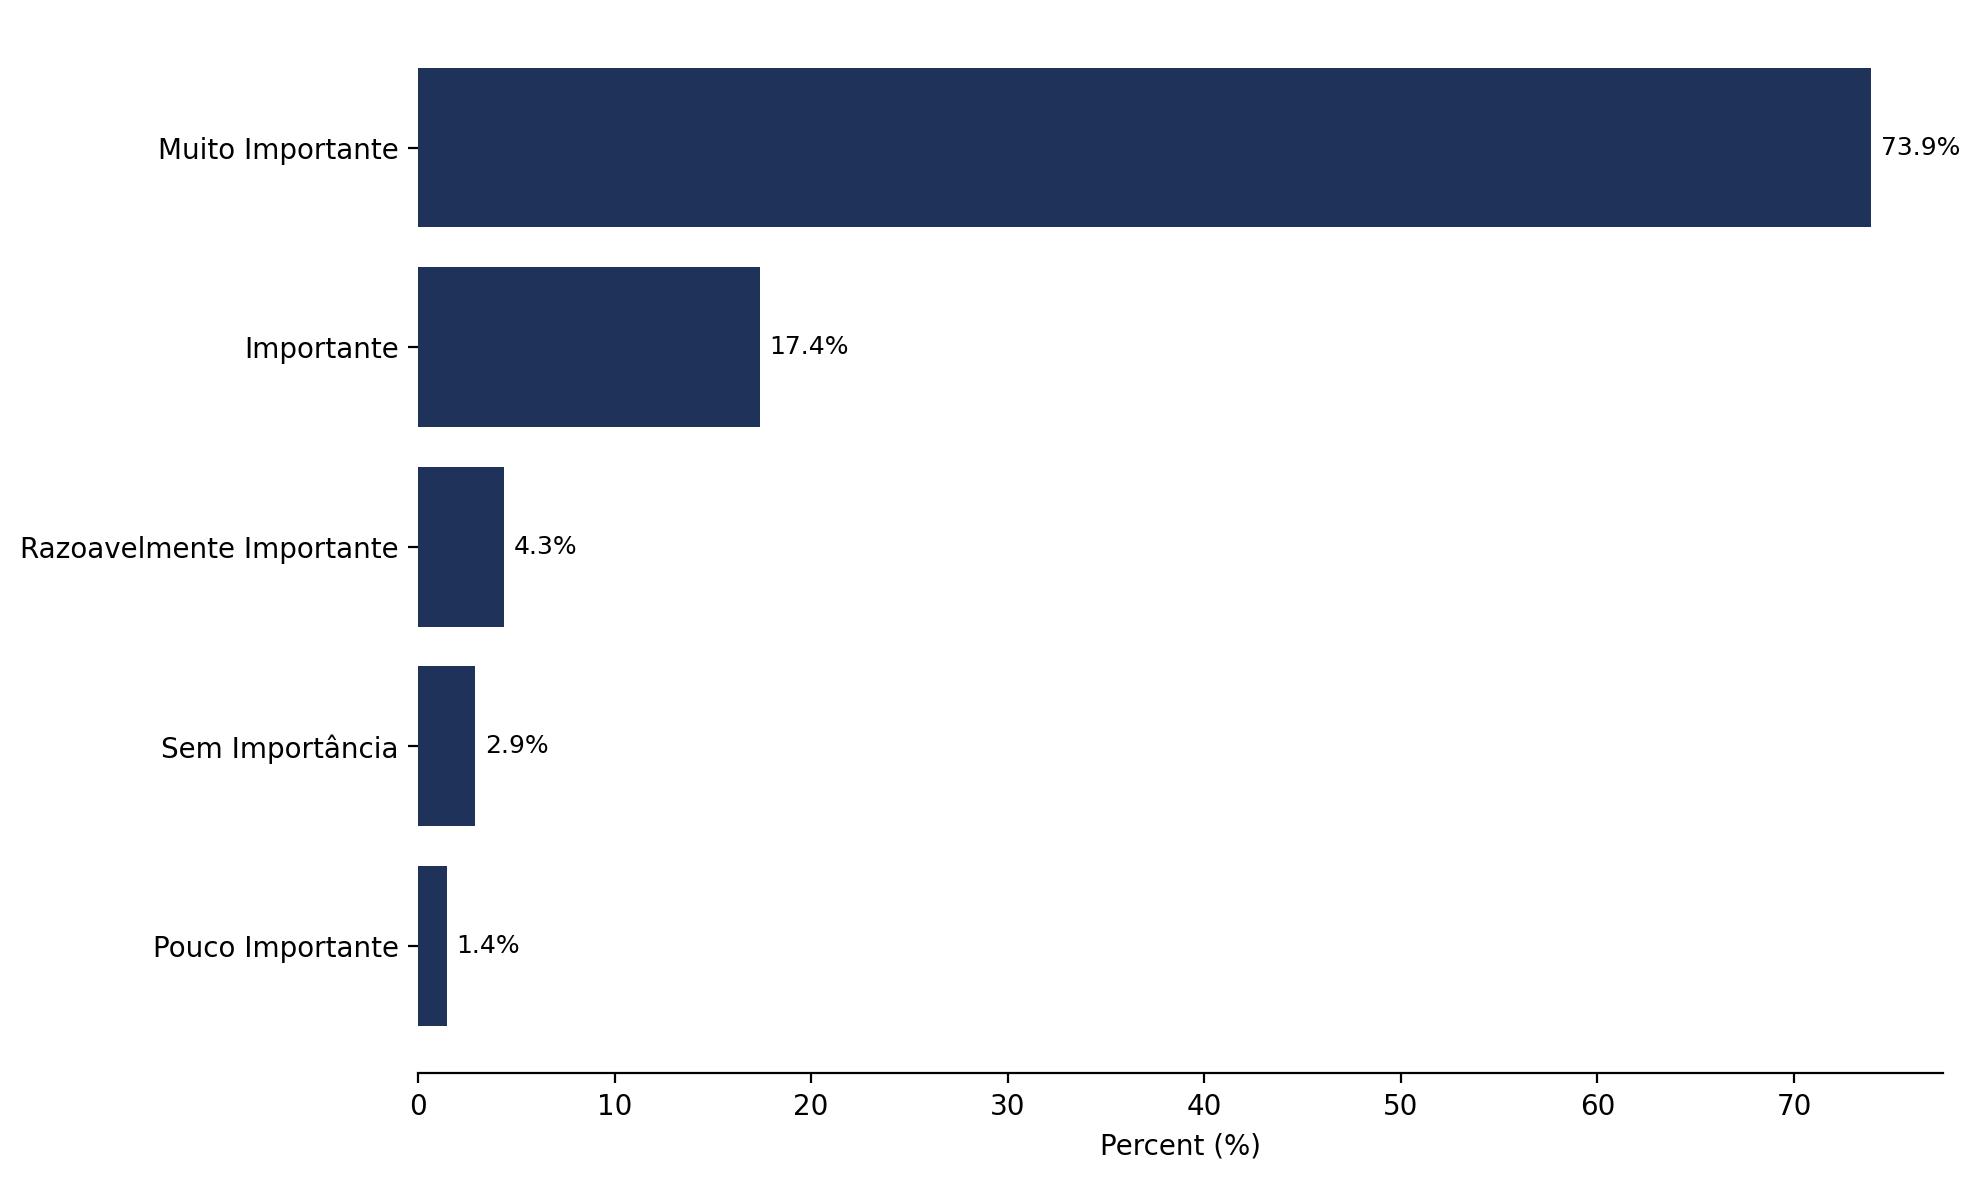 Muito Importante
73.9%
Importante
17.4%
Razoavelmente Importante
4.3%
Sem Importância
2.9%
Pouco Importante
1.4%
0 10 20 30 40 50 60 70
Percent (%)